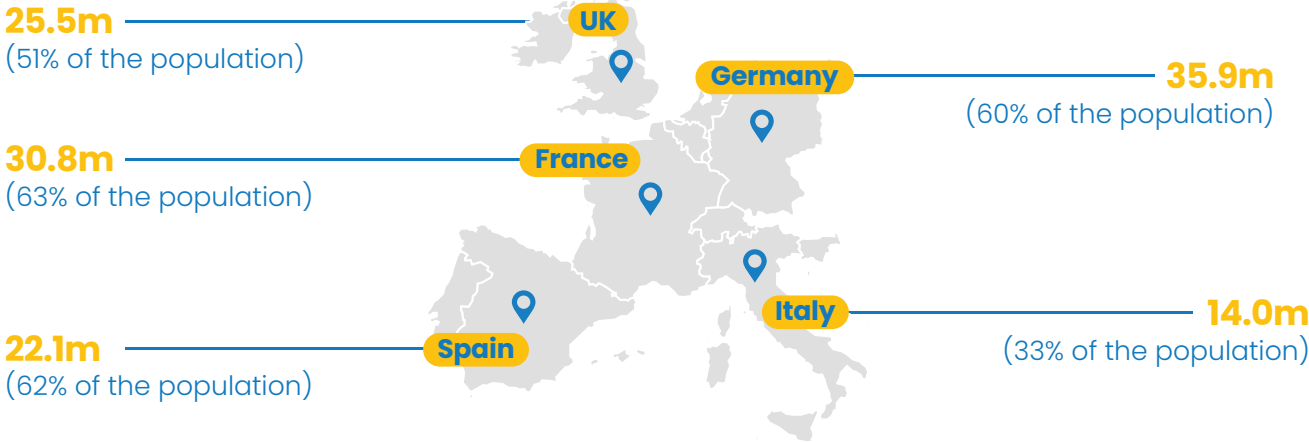 25.5m
(51% of the population)
UK
Germany
35.9m
(60% of the population)
30.8m
(63% of the population)
France
Italy
14.0m
(33% of the population)
22.1m
(62% of the population)
Spain